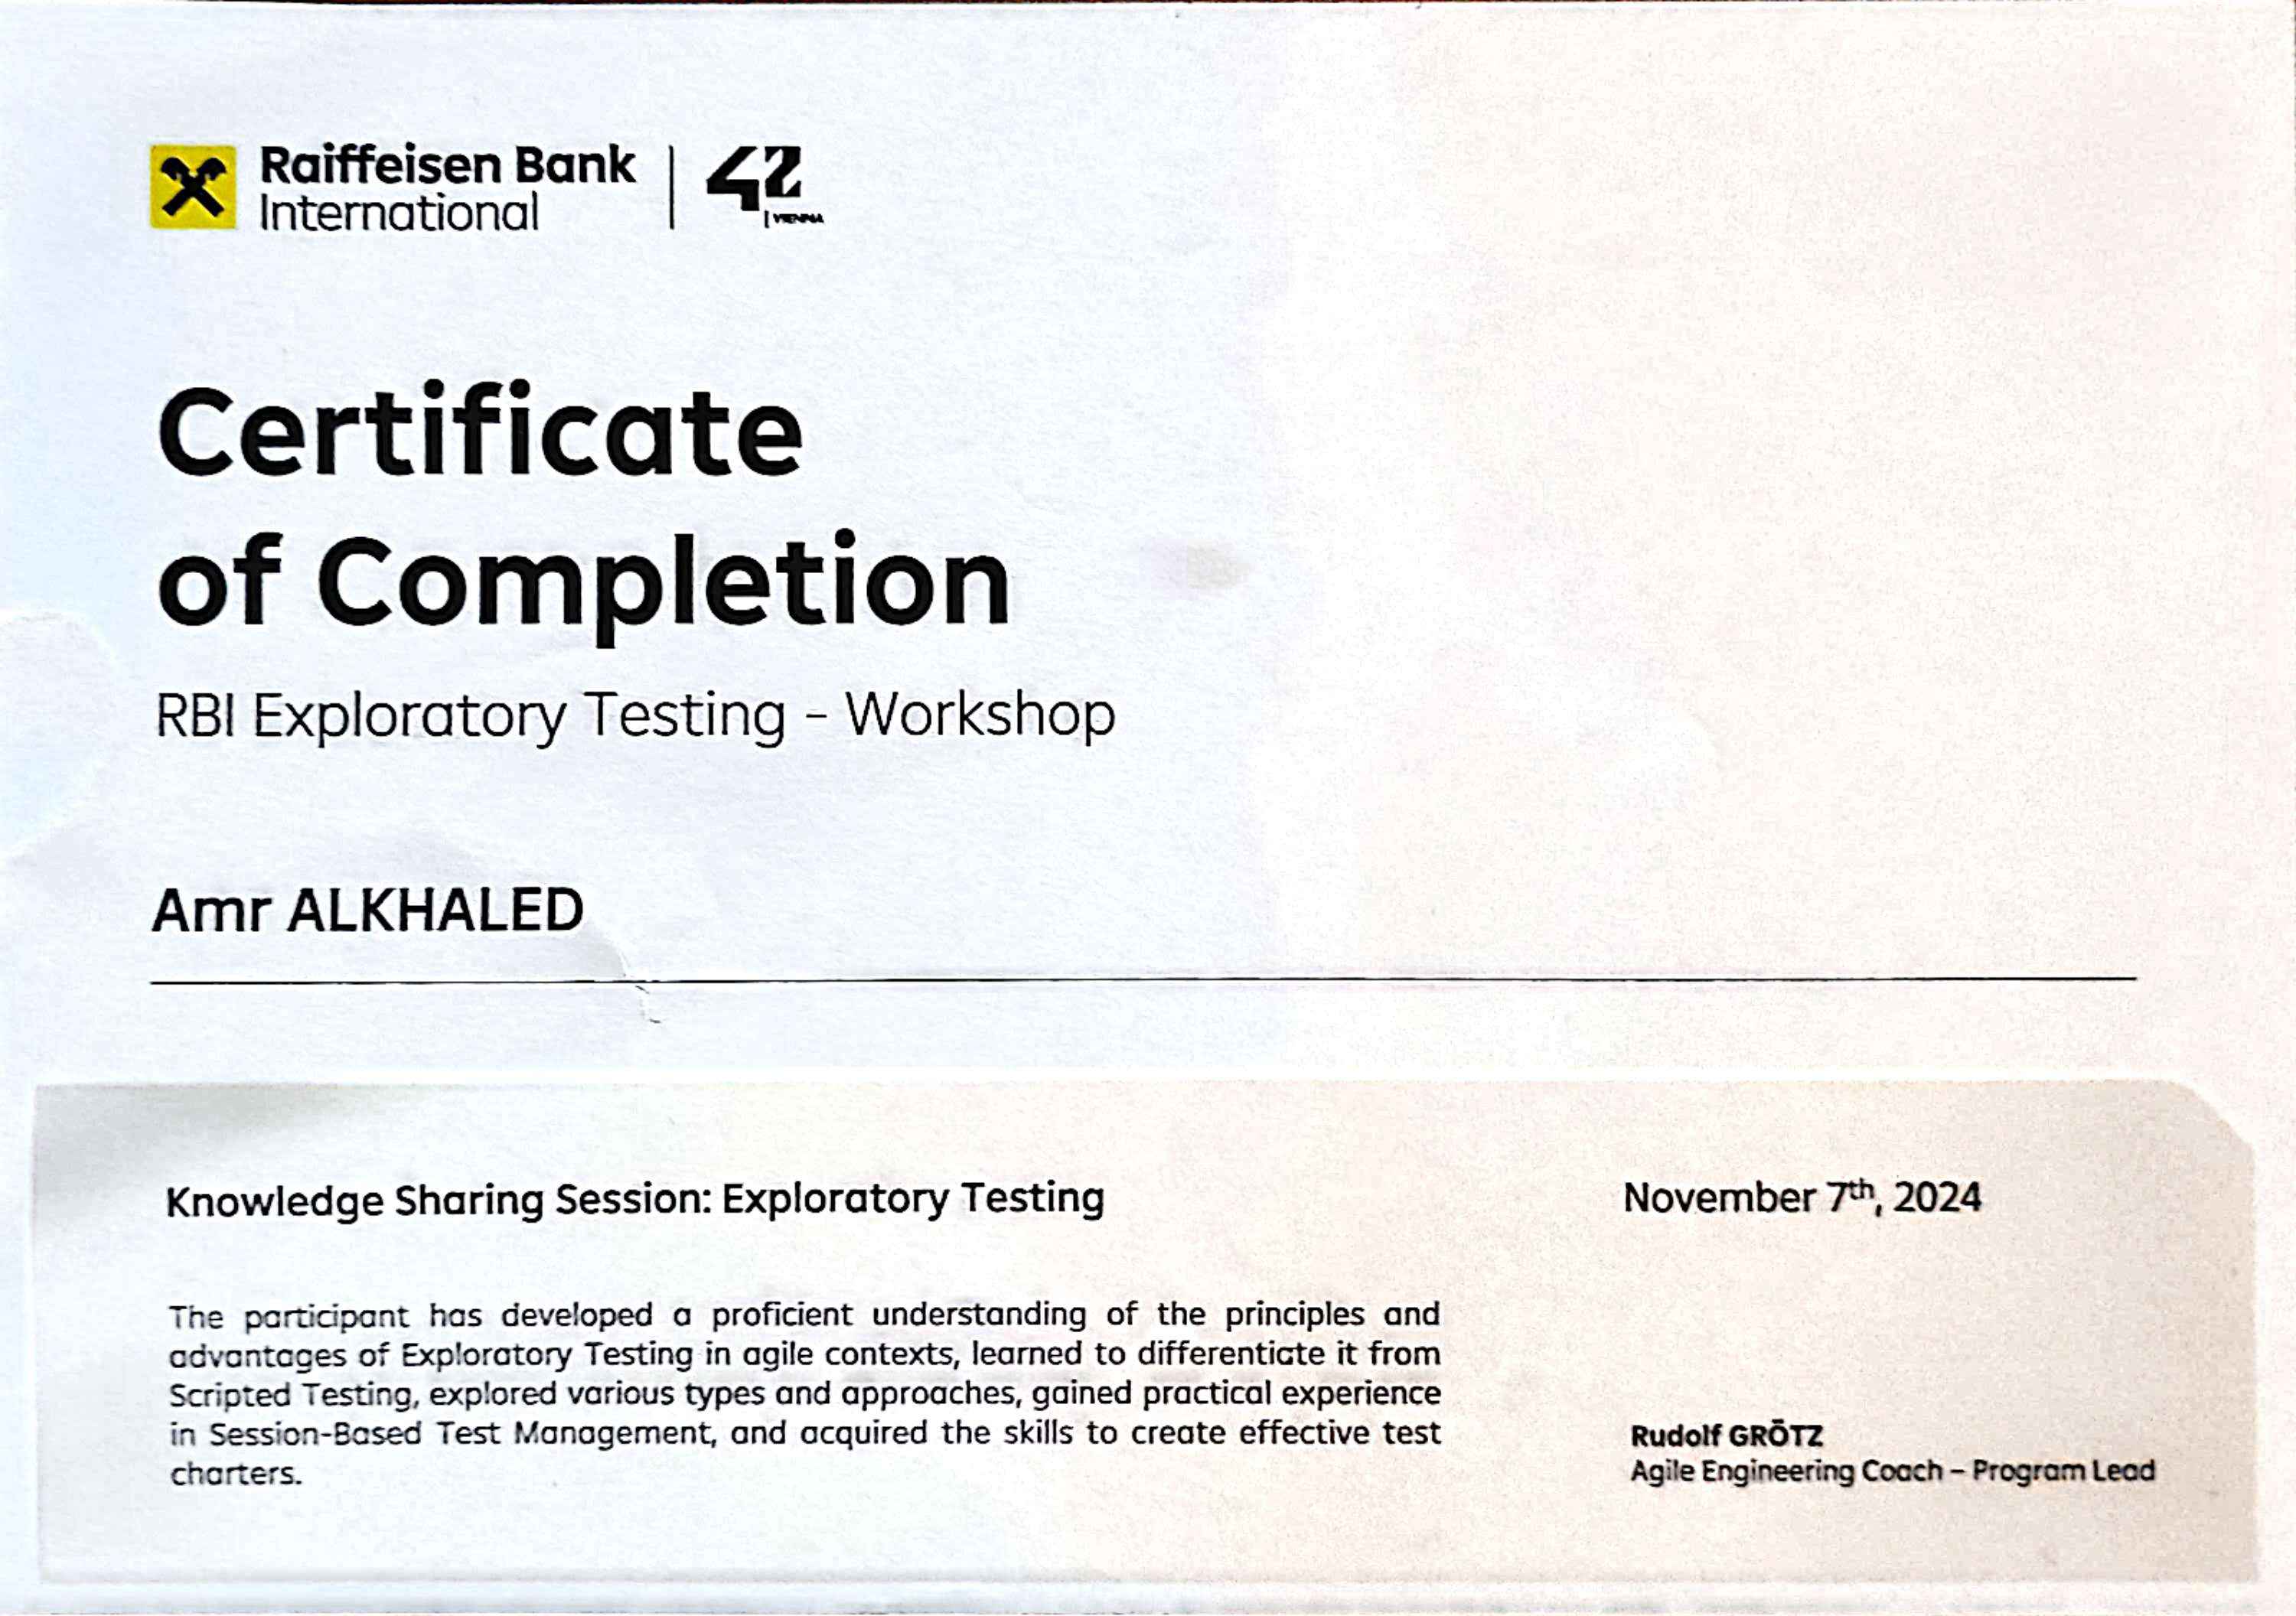 Raiffeisen Bank
International
42
VIENNA
Certificate
of Completion
RBI Exploratory Testing - Workshop
Amr ALKHALED
Knowledge Sharing Session: Exploratory Testing
November 7th, 2024
The participant has developed a proficient understanding of the principles and
advantages of Exploratory Testing in agile contexts, learned to differentiate it from
Scripted Testing, explored various types and approaches, gained practical experience
in Session-Based Test Management, and acquired the skills to create effective test
charters.
Rudolf GRÖTZ
Agile Engineering Coach – Program Lead